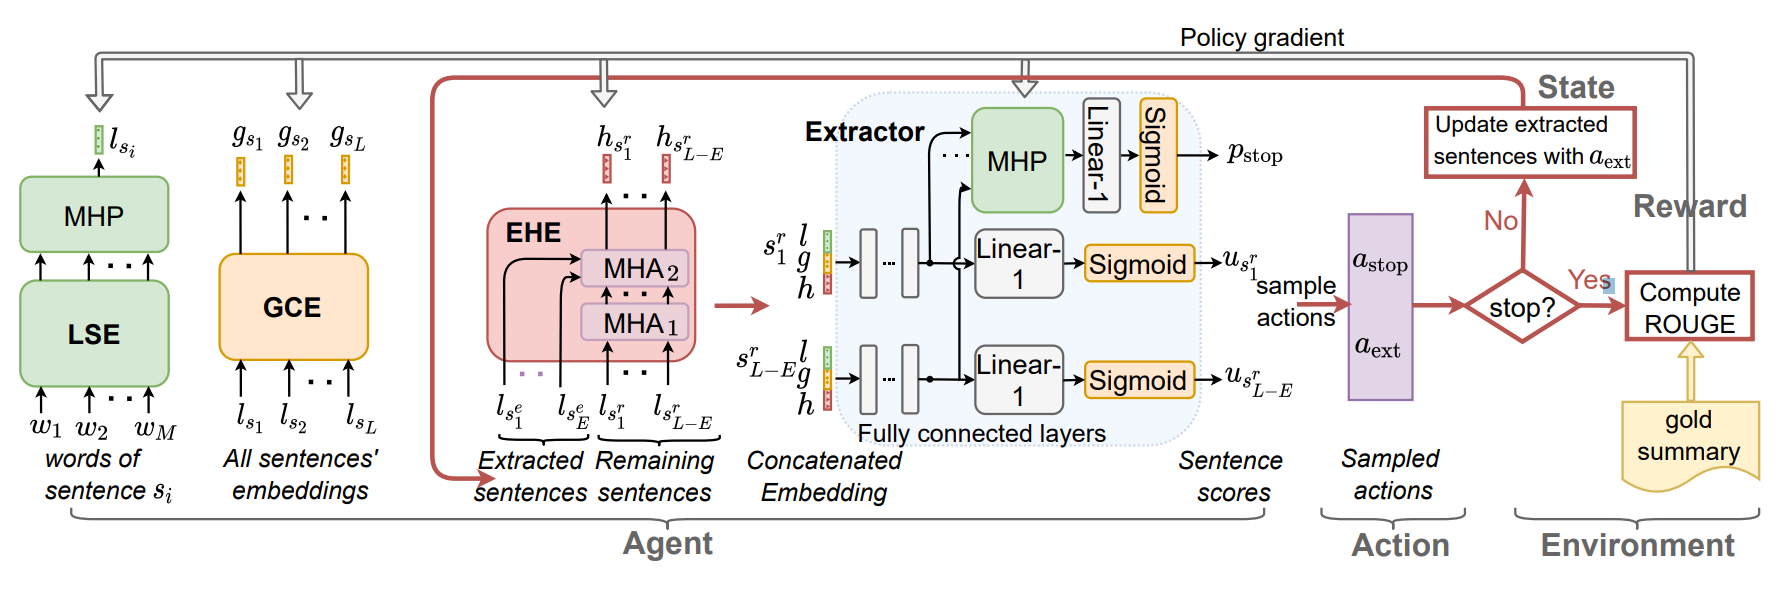 Policy gradient
State
Update extracted
sentences with a_ext
No
Reward
l_{s_i}
MHP
LSE
w_1 w_2 w_M
words of
sentence s_i
g_{s_1} g_{s_2} g_{s_L}
GCE
l_{s_1} l_{s_2} l_{s_L}
All sentences'
embeddings
h_{s_1^r} h_{s_{L-E}^r}
EHE
MHA 2
MHA 1
l_{s_1^e} l_{s_E^e} l_{s_1^r} l_{s_{L-E}^r}
Extracted
sentences
Remaining
sentences
Extractor
MHP
Linear-1
Sigmoid
p_stop
s_1^r l
g
h
...
Linear-
1
Sigmoid
u_{s_1^r}
s_{L-E}^r l
g
h
...
Linear-
1
Sigmoid
u_{s_{L-E}^r}
Fully connected layers
Concatenated
Embedding
Sentence
scores
sample
actions
a_stop
a_ext
Sampled
actions
stop?
Yes
Compute
ROUGE
gold
summary
Agent
Action
Environment